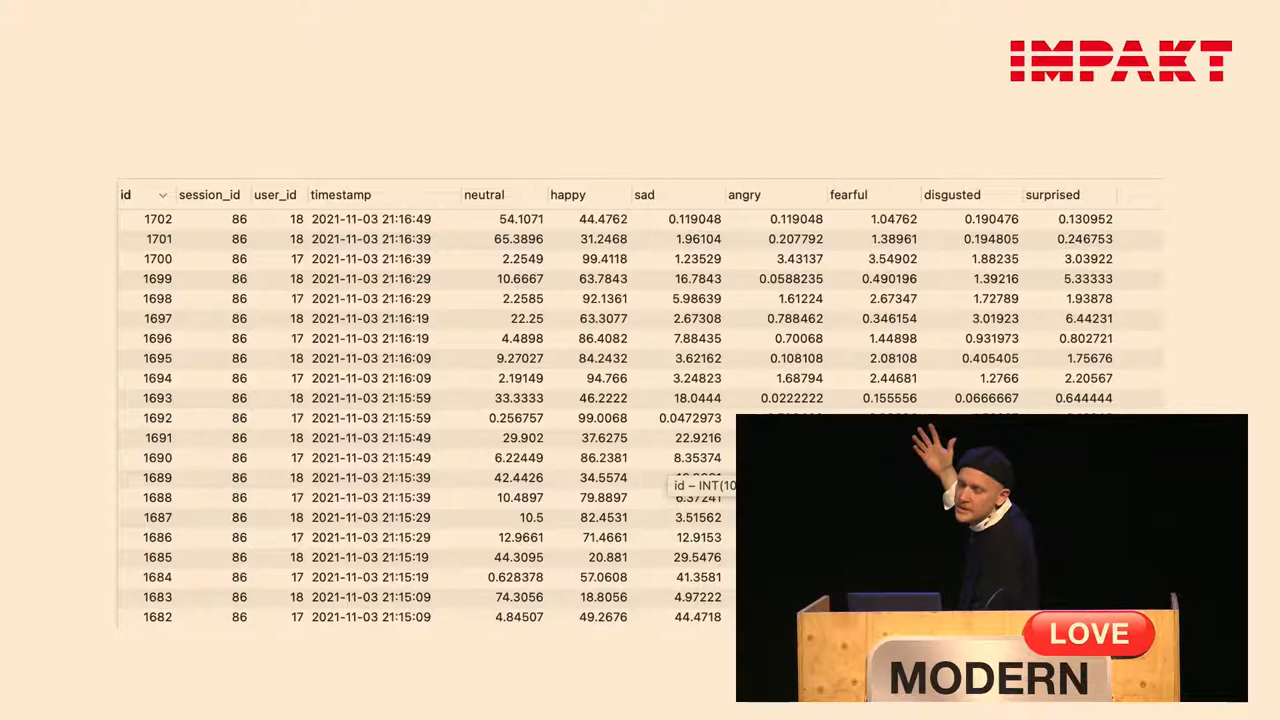 IMPAKT
id session_id user_id timestamp neutral happy sad angry fearful disgusted surprised
1702 86 18 2021-11-03 21:16:49 54.1071 44.4762 0.119048 0.119048 1.04762 0.190476 0.130952
1701 86 18 2021-11-03 21:16:39 65.3896 31.2468 1.96104 0.207792 1.38961 0.194805 0.246753
1700 86 17 2021-11-03 21:16:39 2.2549 99.4118 1.23529 3.43137 3.54902 1.88235 3.03922
1699 86 18 2021-11-03 21:16:29 10.6667 63.7843 16.7843 0.0588235 0.490196 1.39216 5.33333
1698 86 17 2021-11-03 21:16:29 2.2585 92.1361 5.98639 1.61224 2.67347 1.72789 1.93878
1697 86 18 2021-11-03 21:16:19 22.25 63.3077 2.67308 0.788462 0.346154 3.01923 6.44231
1696 86 17 2021-11-03 21:16:19 4.4898 86.4082 7.88435 0.70068 1.44898 0.931973 0.802721
1695 86 18 2021-11-03 21:16:09 9.27027 84.2432 3.62162 0.108108 2.08108 0.405405 1.75676
1694 86 17 2021-11-03 21:16:09 2.19149 94.766 3.24823 1.68794 2.44681 1.2766 2.20567
1693 86 18 2021-11-03 21:15:59 33.3333 46.2222 18.0444 0.0222222 0.155556 0.0666667 0.644444
1692 86 17 2021-11-03 21:15:59 0.256757 99.0068 0.0472973
1691 86 18 2021-11-03 21:15:49 29.902 37.6275 22.9216
1690 86 17 2021-11-03 21:15:49 6.22449 86.2381 8.35374
1689 86 18 2021-11-03 21:15:39 42.4426 34.5574
id – INT(10
1688 86 17 2021-11-03 21:15:39 10.4897 79.8897 6.37241
1687 86 18 2021-11-03 21:15:29 10.5 82.4531 3.51562
1686 86 17 2021-11-03 21:15:29 12.9661 71.4661 12.9153
1685 86 18 2021-11-03 21:15:19 44.3095 20.881 29.5476
1684 86 17 2021-11-03 21:15:19 0.628378 57.0608 41.3581
1683 86 18 2021-11-03 21:15:09 74.3056 18.8056 4.97222
1682 86 17 2021-11-03 21:15:09 4.84507 49.2676 44.4718
LOVE
MODERN